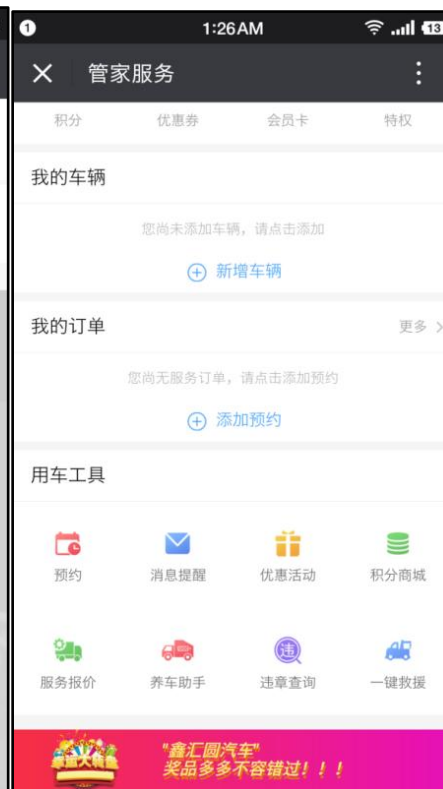 1
1:26AM
13
管家服务
积分 优惠券 会员卡 特权
我的车辆
您尚未添加车辆，请点击添加
新增车辆
我的订单 更多
您尚无服务订单，请点击添加预约
添加预约
用车工具
预约 消息提醒 优惠活动 积分商城
违
服务报价 养车助手 违章查询 一键救援
"鑫汇圆汽车"
奖品多多不容错过！！！